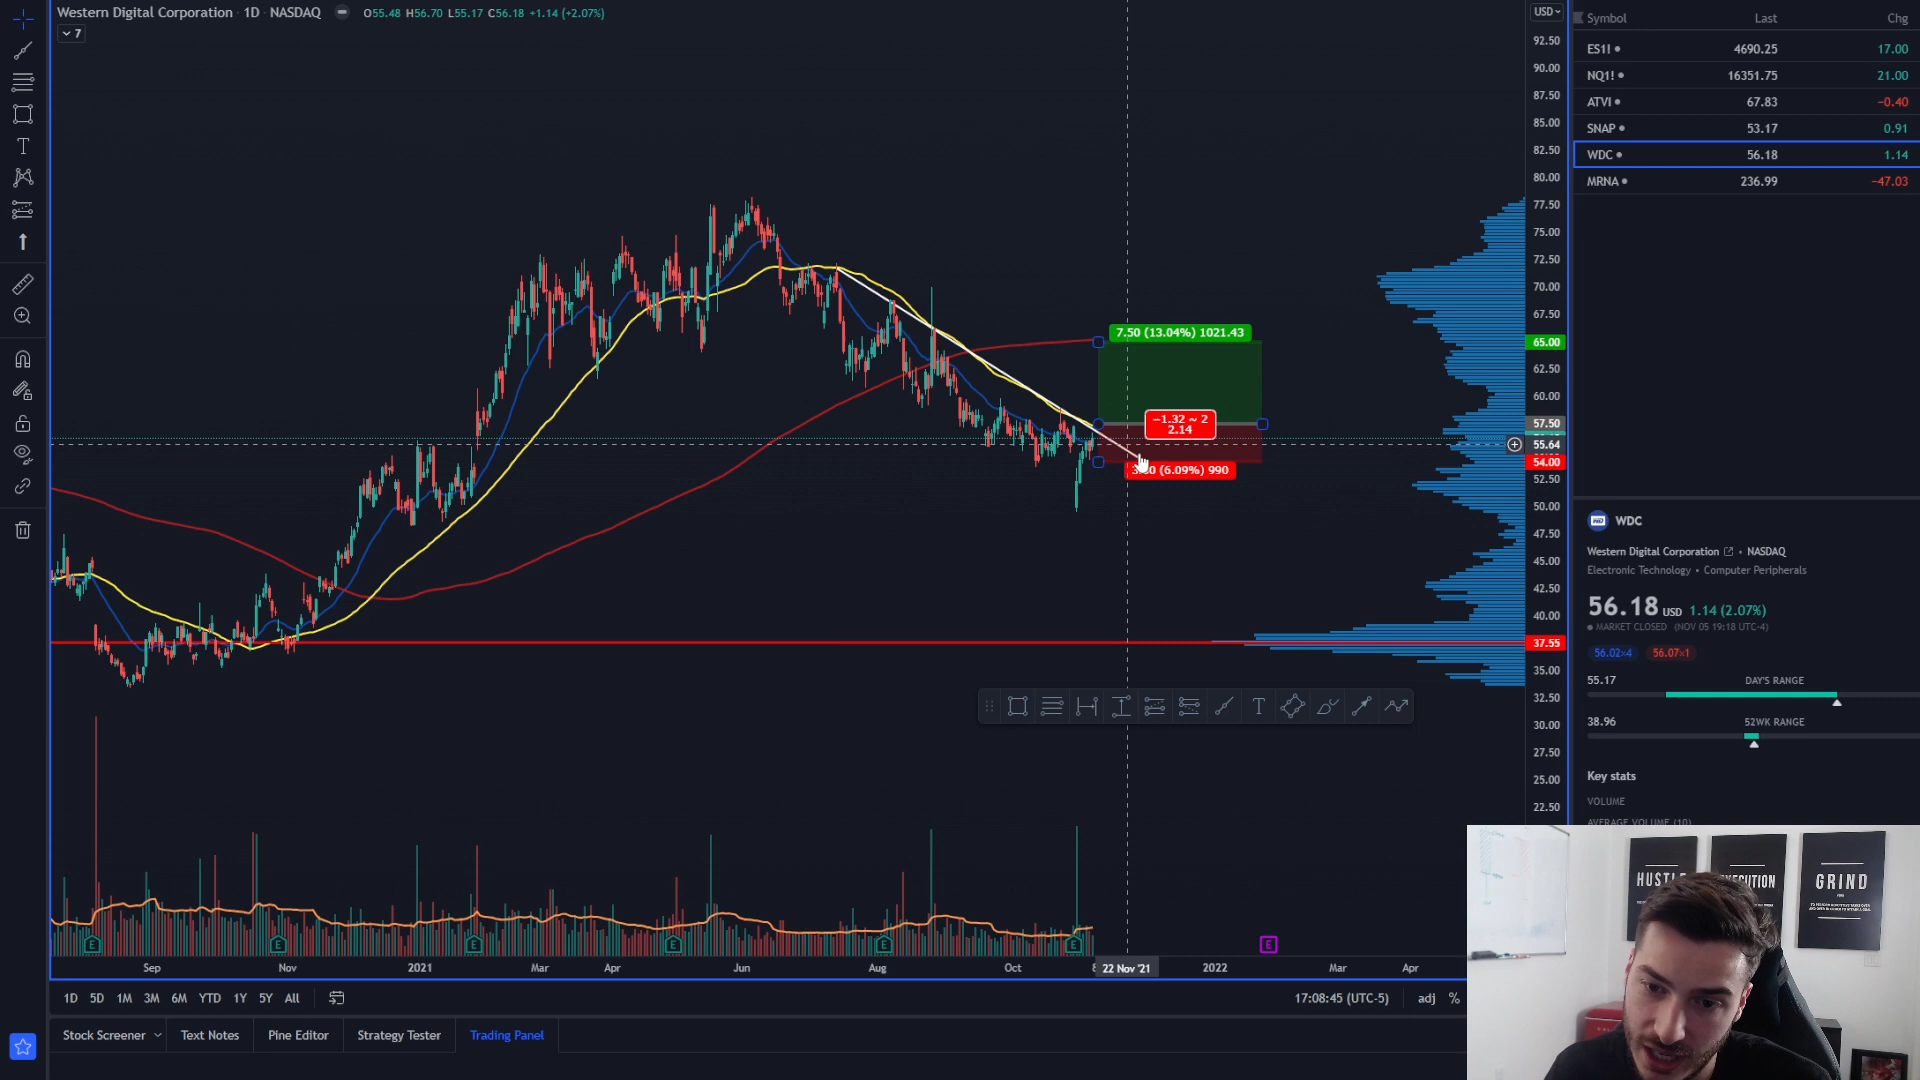 Western Digital Corporation · 1D · NASDAQ O55.48 H56.70 L55.17 C56.18 +1.14 (+2.07%)
7
USD
92.50
90.00
87.50
85.00
82.50
80.00
77.50
75.00
72.50
70.00
67.50
65.00
62.50
60.00
57.50
55.64
54.00
52.50
50.00
47.50
45.00
42.50
40.00
37.55
35.00
32.50
30.00
27.50
25.00
22.50
7.50 (13.04%) 1021.43
−1.32 ~ 2
2.14
(6.09%) 990
E E E E E E E
Sep Nov 2021 Mar Apr Jun Aug Oct 22 Nov '21 2022 Mar Apr
1D 5D 1M 3M 6M YTD 1Y 5Y All
17:08:45 (UTC-5) adj %
Stock Screener Text Notes Pine Editor Strategy Tester Trading Panel
Symbol Last Chg
ES1! 4690.25 17.00
NQ1! 16351.75 21.00
ATVI 67.83 −0.40
SNAP 53.17 0.91
WDC 56.18 1.14
MRNA 236.99 −47.03
WDC
Western Digital Corporation • NASDAQ
Electronic Technology • Computer Peripherals
56.18 USD 1.14 (2.07%)
MARKET CLOSED (NOV 05 19:18 UTC-4)
56.02×4 56.07×1
55.17 DAY'S RANGE
38.96 52WK RANGE
Key stats
VOLUME
AVERAGE VOLUME (10)
HUSTLE
EXECUTION
GRIND